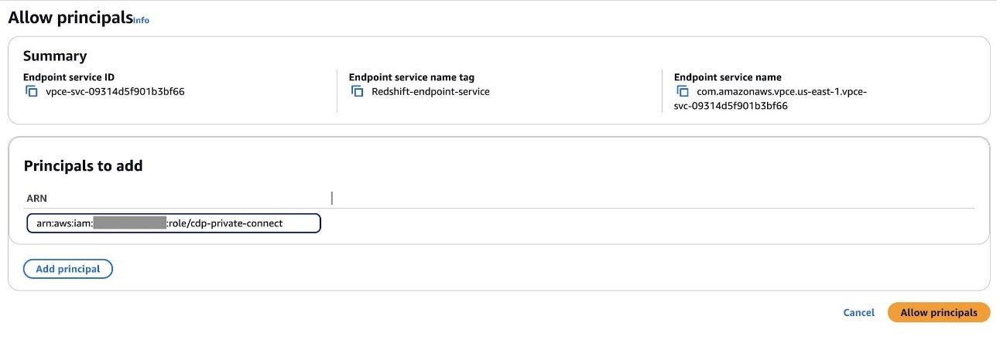 Allow principals Info
Summary
Endpoint service ID
vpce-svc-09314d5f901b3bf66
Endpoint service name tag
Redshift-endpoint-service
Endpoint service name
com.amazonaws.vpce.us-east-1.vpce-
svc-09314d5f901b3bf66
Principals to add
ARN
arn:aws:iam: :role/cdp-private-connect
Add principal
Cancel
Allow principals